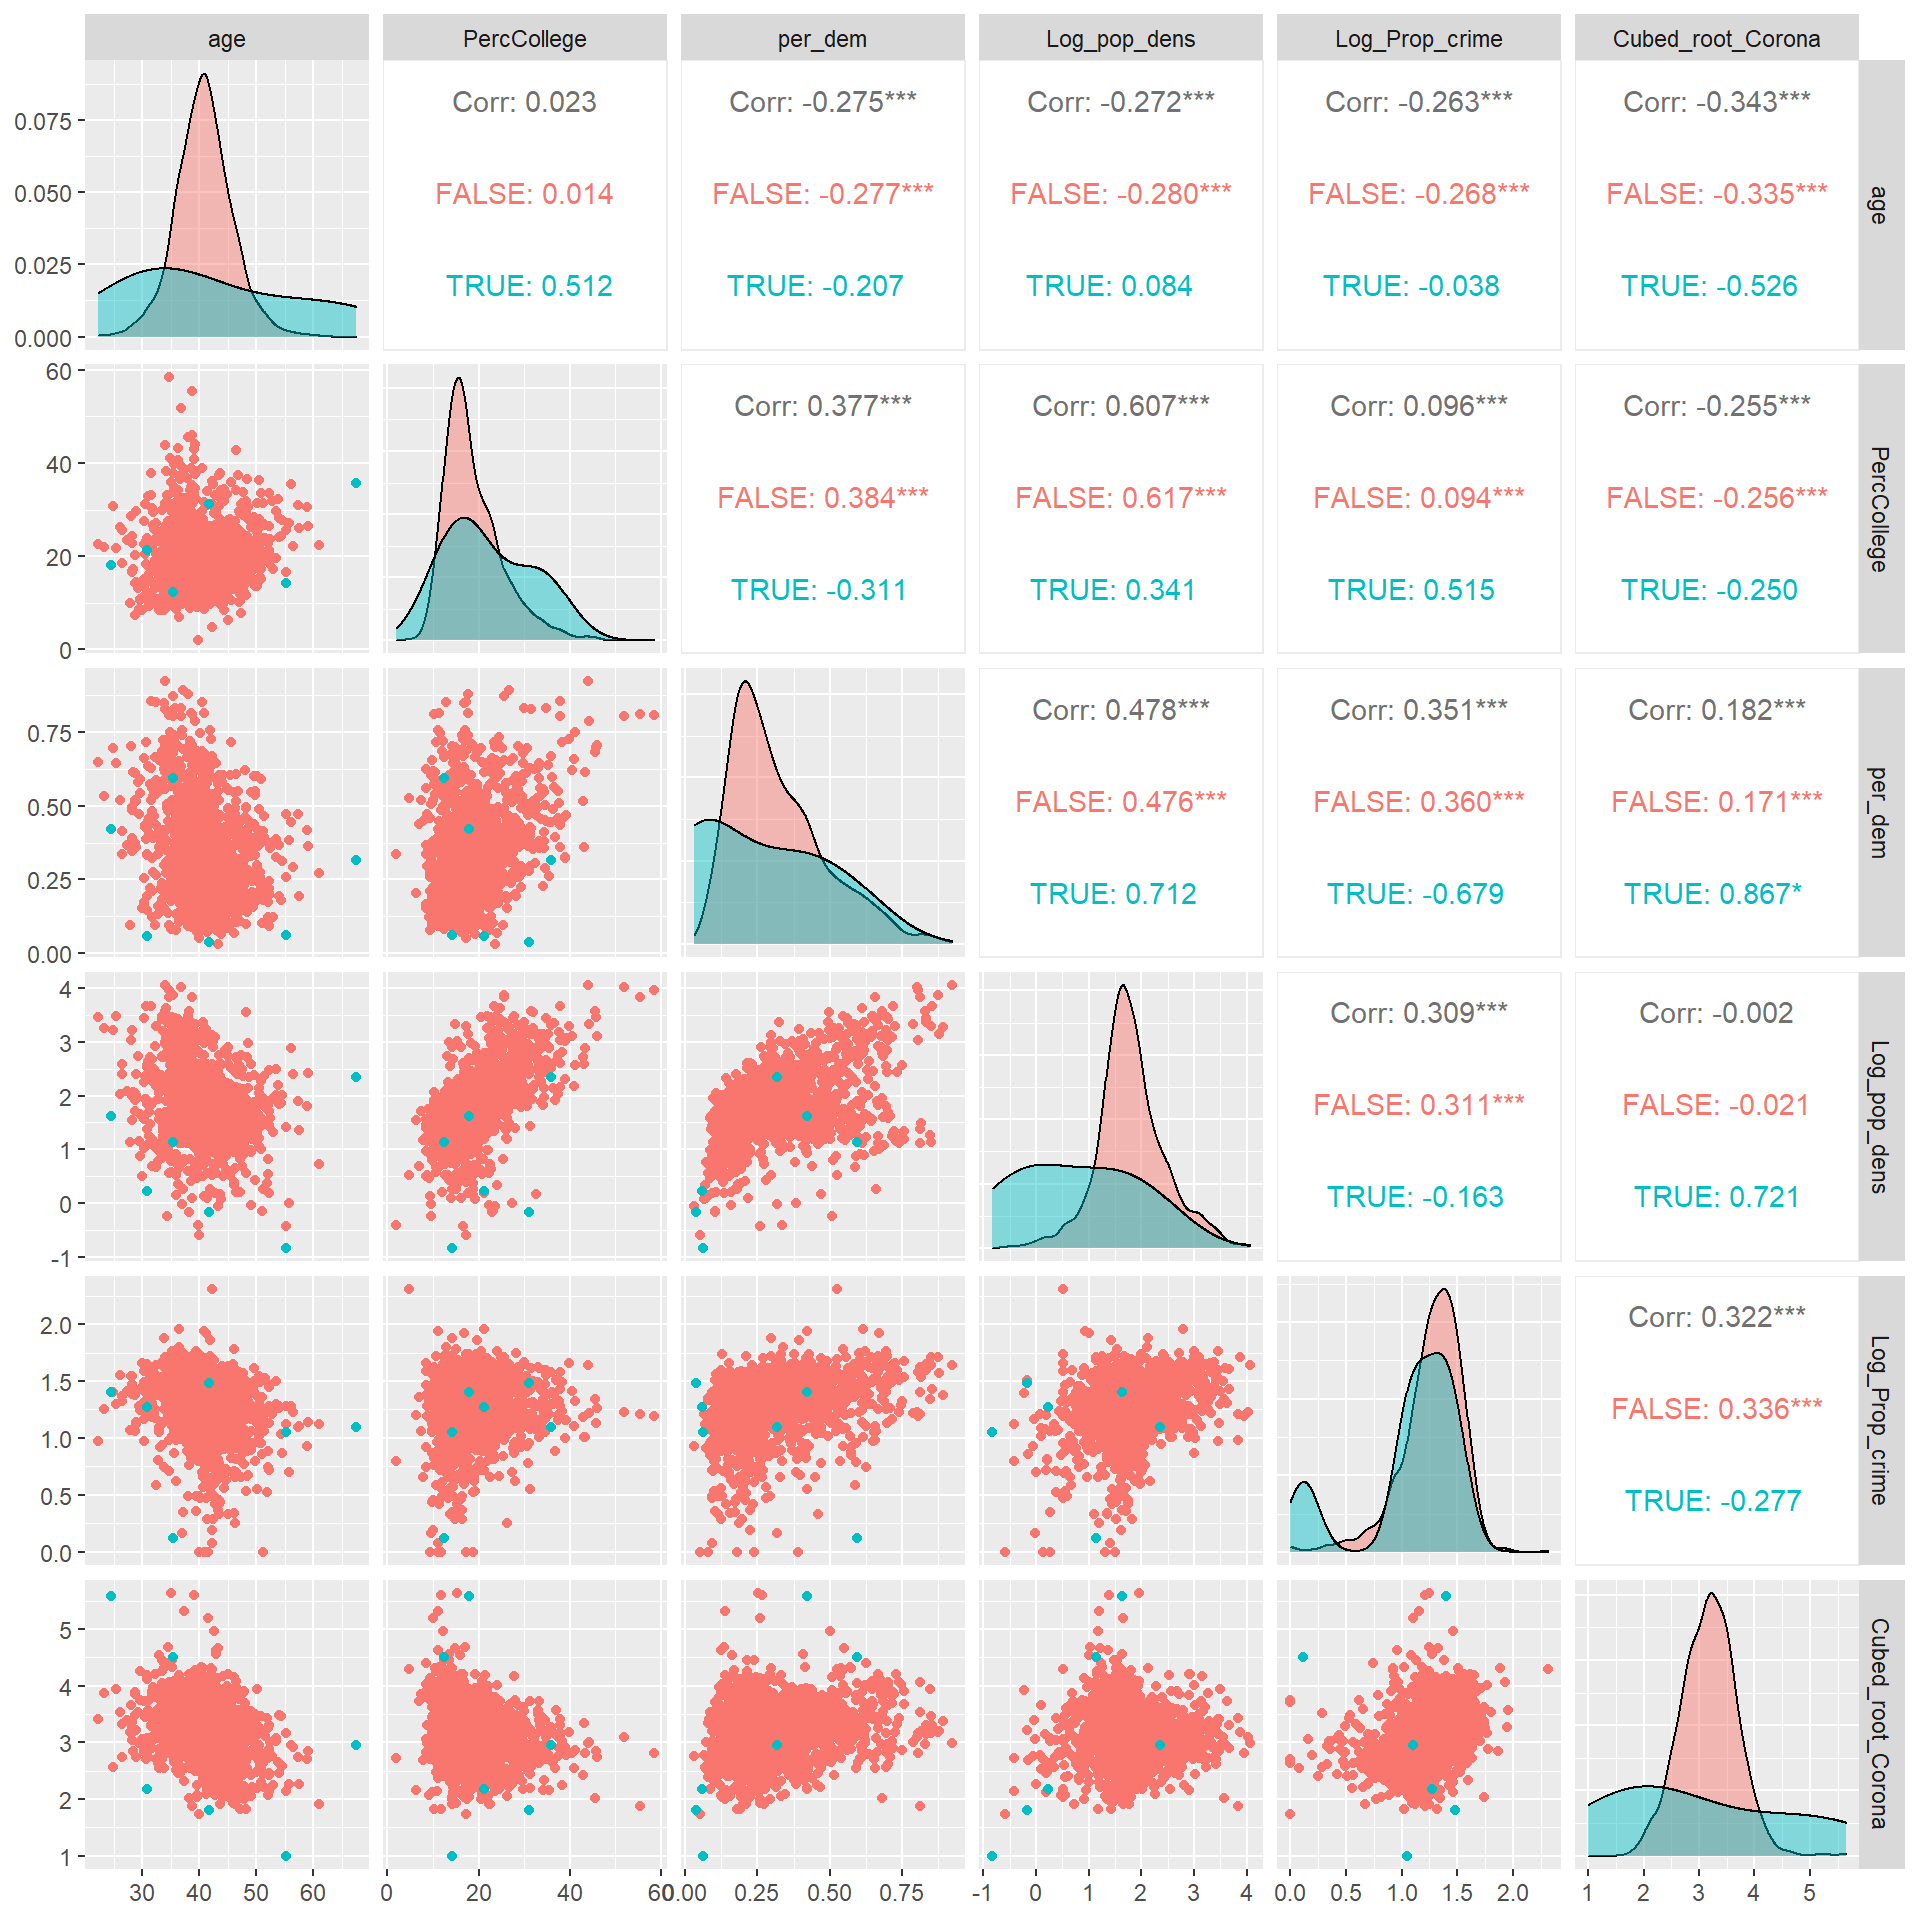 age PercCollege per_dem Log_pop_dens Log_Prop_crime Cubed_root_Corona
Corr: 0.023 Corr: -0.275*** Corr: -0.272*** Corr: -0.263*** Corr: -0.343***
0.075
FALSE: 0.014 FALSE: -0.277*** FALSE: -0.280*** FALSE: -0.268*** FALSE: -0.335*** age
0.050
0.025
TRUE: 0.512 TRUE: -0.207 TRUE: 0.084 TRUE: -0.038 TRUE: -0.526
0.000
60
Corr: 0.377*** Corr: 0.607*** Corr: 0.096*** Corr: -0.255***
40
FALSE: 0.384*** FALSE: 0.617*** FALSE: 0.094*** FALSE: -0.256*** PercCollege
20
TRUE: -0.311 TRUE: 0.341 TRUE: 0.515 TRUE: -0.250
0
Corr: 0.478*** Corr: 0.351*** Corr: 0.182***
0.75
0.50
FALSE: 0.476*** FALSE: 0.360*** FALSE: 0.171*** per_dem
0.25
TRUE: 0.712 TRUE: -0.679 TRUE: 0.867*
0.00
4
Corr: 0.309*** Corr: -0.002
3
2
FALSE: 0.311*** FALSE: -0.021 Log_pop_dens
1
TRUE: -0.163 TRUE: 0.721
0
-1
2.0
Corr: 0.322***
1.5
FALSE: 0.336*** Log_Prop_crime
1.0
0.5
TRUE: -0.277
0.0
5
4
3
Cubed_root_Corona
2
1
30 40 50 60 0 20 40 60 0.00 0.25 0.50 0.75 -1 0 1 2 3 4 0.0 0.5 1.0 1.5 2.0 1 2 3 4 5